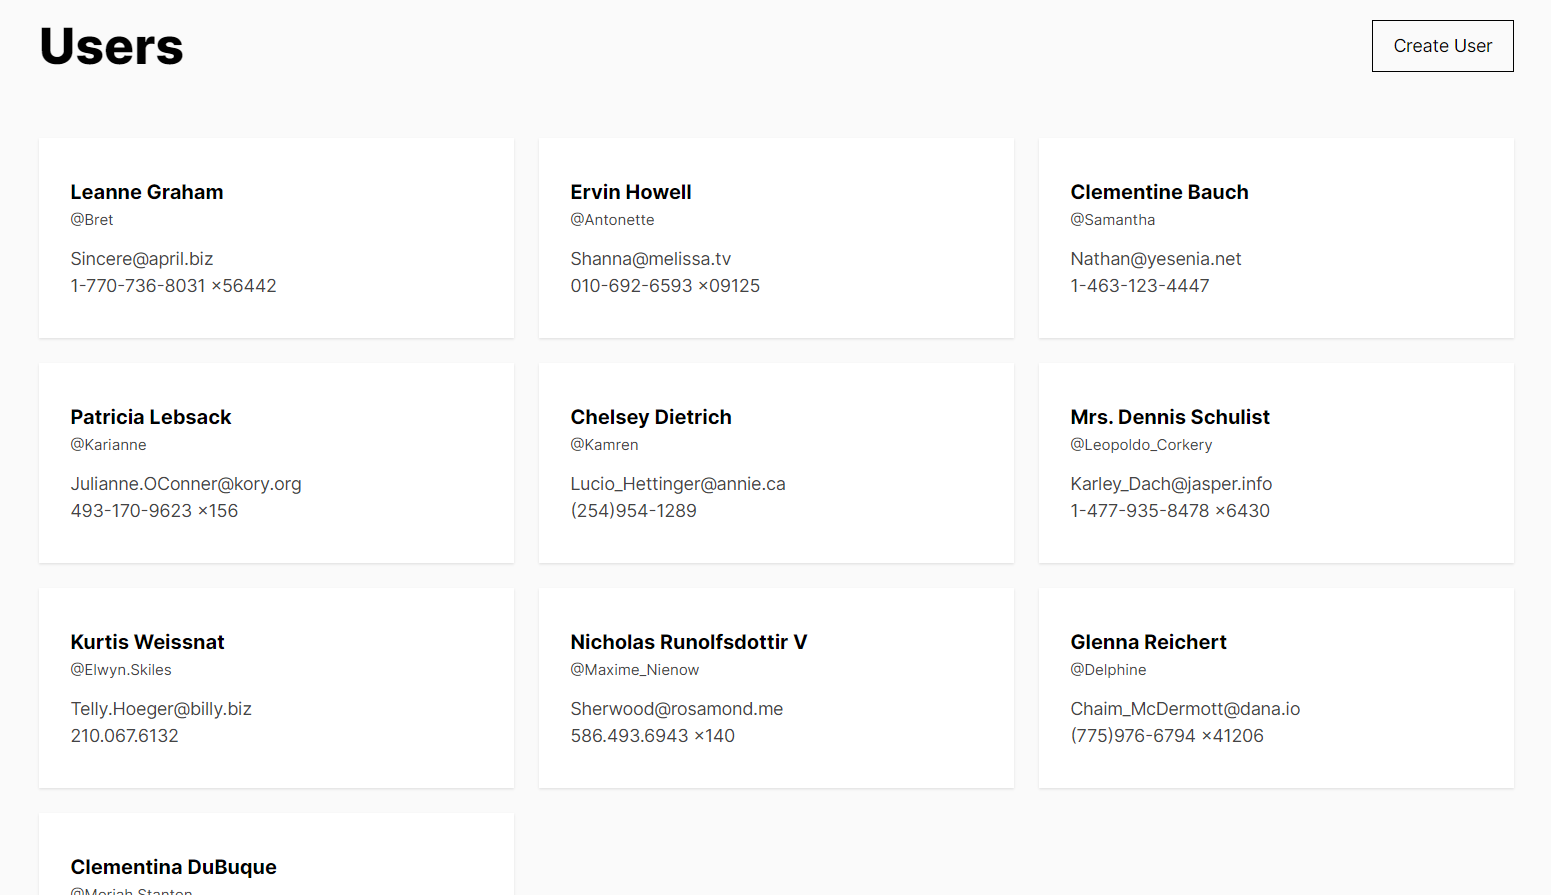 Users
Create User
Leanne Graham
@Bret
Sincere@april.biz
1-770-736-8031 x56442
Ervin Howell
@Antonette
Shanna@melissa.tv
010-692-6593 x09125
Clementine Bauch
@Samantha
Nathan@yesenia.net
1-463-123-4447
Patricia Lebsack
@Karianne
Julianne.OConner@kory.org
493-170-9623 x156
Chelsey Dietrich
@Kamren
Lucio_Hettinger@annie.ca
(254)954-1289
Mrs. Dennis Schulist
@Leopoldo_Corkery
Karley_Dach@jasper.info
1-477-935-8478 x6430
Kurtis Weissnat
@Elwyn.Skiles
Telly.Hoeger@billy.biz
210.067.6132
Nicholas Runolfsdottir V
@Maxime_Nienow
Sherwood@rosamond.me
586.493.6943 x140
Glenna Reichert
@Delphine
Chaim_McDermott@dana.io
(775)976-6794 x41206
Clementina DuBuque
@Moriah.Stanton